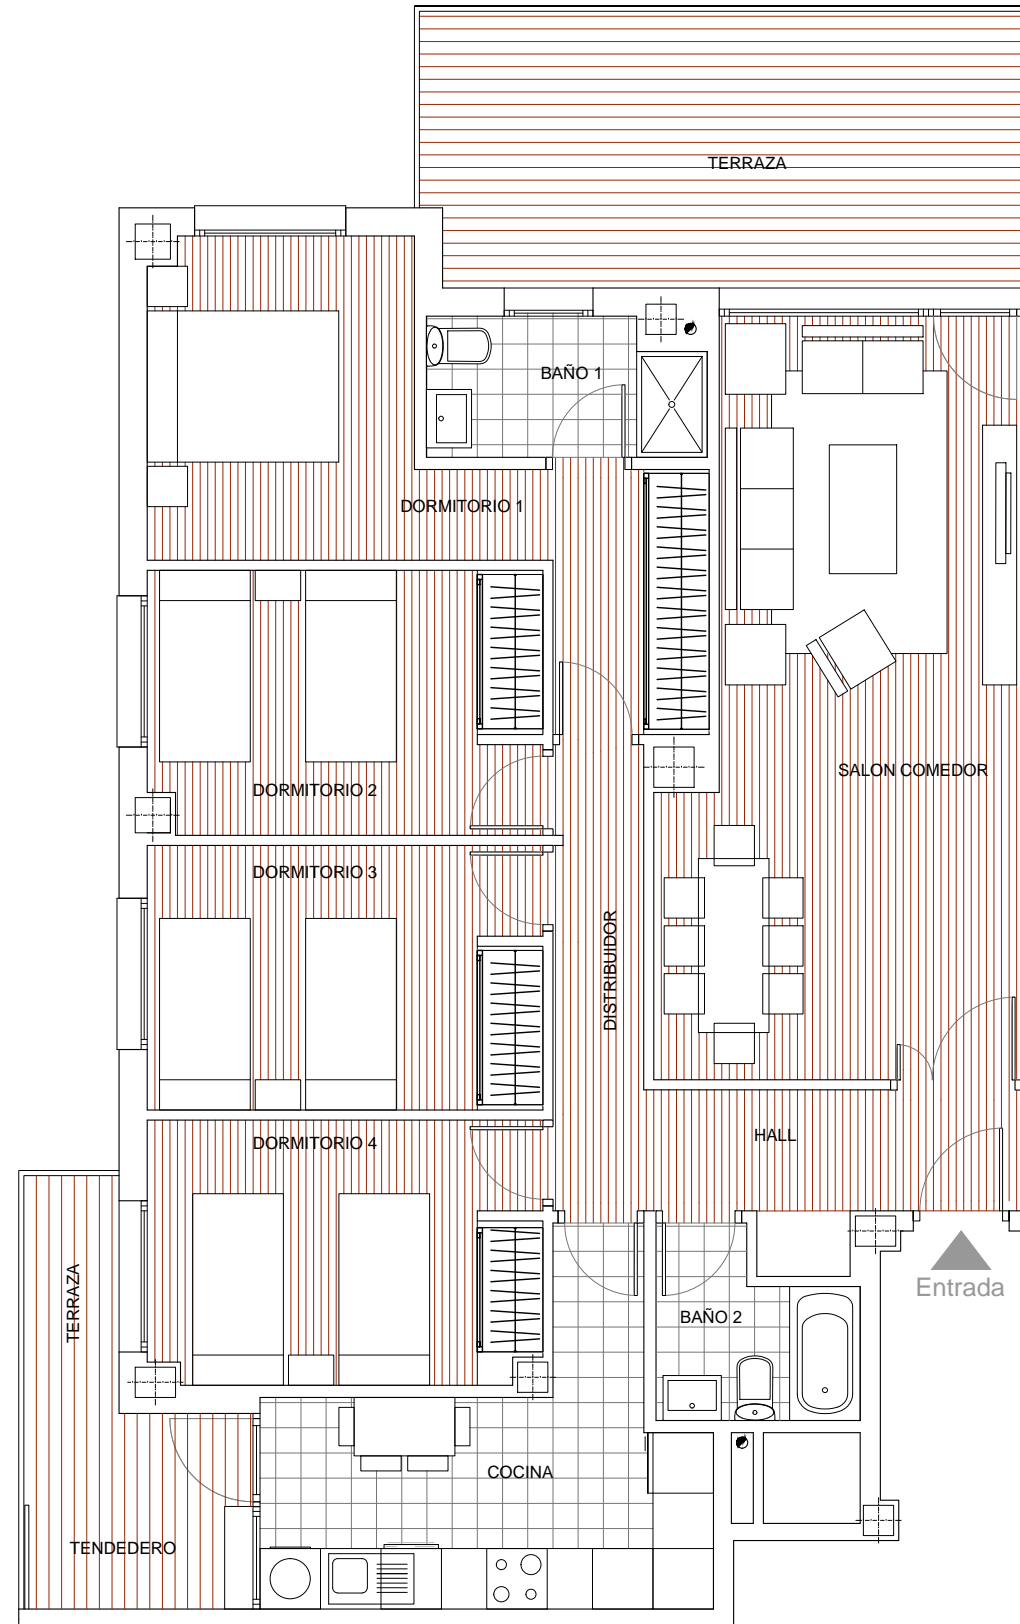 TERRAZA
BAÑO 1
DORMITORIO 1
SALON COMEDOR
DORMITORIO 2
DORMITORIO 3
DISTRIBUIDOR
HALL
DORMITORIO 4
Entrada
TERRAZA
BAÑO 2
COCINA
TENDEDERO